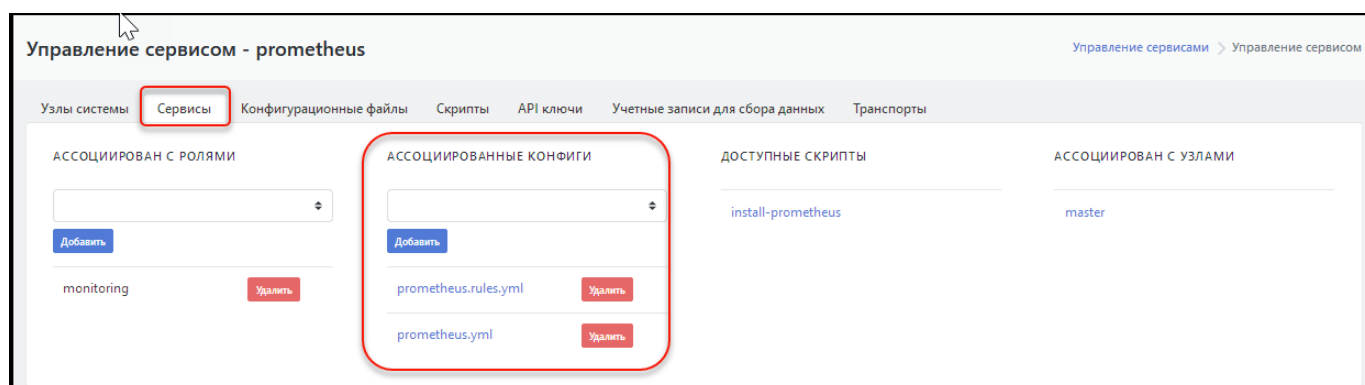 Управление сервисом - prometheus
Управление сервисами > Управление сервисом
Узлы системы Сервисы Конфигурационные файлы Скрипты API ключи Учетные записи для сбора данных Транспорты
АССОЦИИРОВАН С РОЛЯМИ АССОЦИИРОВАННЫЕ КОНФИГИ ДОСТУПНЫЕ СКРИПТЫ АССОЦИИРОВАН С УЗЛАМИ
install-prometheus master
Добавить Добавить
monitoring Удалить prometheus.rules.yml Удалить
prometheus.yml Удалить